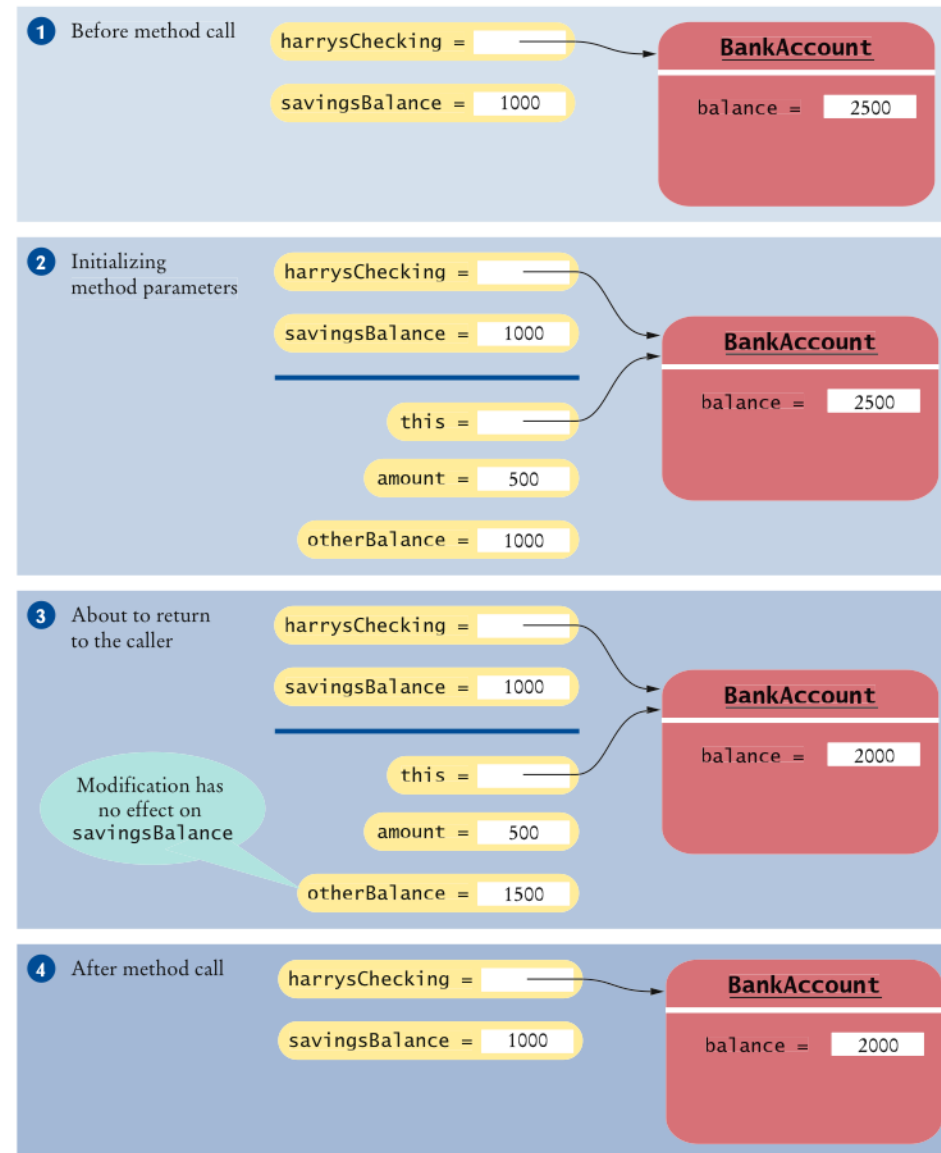 1 Before method call
harrysChecking =
savingsBalance = 1000
BankAccount
balance = 2500
2 Initializing
method parameters
harrysChecking =
savingsBalance = 1000
this =
amount = 500
otherBalance = 1000
BankAccount
balance = 2500
3 About to return
to the caller
harrysChecking =
savingsBalance = 1000
this =
amount = 500
otherBalance = 1500
Modification has
no effect on
savingsBalance
BankAccount
balance = 2000
4 After method call
harrysChecking =
savingsBalance = 1000
BankAccount
balance = 2000